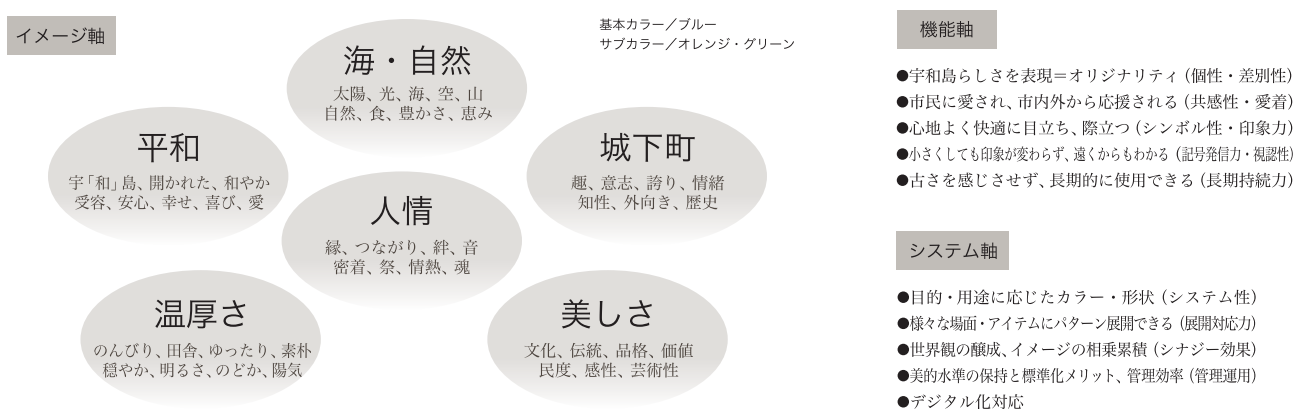 イメージ軸
基本カラー／ブルー
サブカラー／オレンジ・グリーン
海・自然
太陽、光、海、空、山
自然、食、豊かさ、恵み
平和
宇「和」島、開かれた、和やか
受容、安心、幸せ、喜び、愛
城下町
趣、意志、誇り、情緒
知性、外向き、歴史
人情
縁、つながり、絆、音
密着、祭、情熱、魂
温厚さ
のんびり、田舎、ゆったり、素朴
穏やか、明るさ、のどか、陽気
美しさ
文化、伝統、品格、価値
民度、感性、芸術性
機能軸
●宇和島らしさを表現＝オリジナリティ（個性・差別性）
●市民に愛され、市内外から応援される（共感性・愛着）
●心地よく快適に目立ち、際立つ（シンボル性・印象力）
●小さくしても印象が変わらず、遠くからもわかる（記号発信力・視認性）
●古さを感じさせず、長期的に使用できる（長期持続力）
システム軸
●目的・用途に応じたカラー・形状（システム性）
●様々な場面・アイテムにパターン展開できる（展開対応力）
●世界観の醸成、イメージの相乗累積（シナジー効果）
●美的水準の保持と標準化メリット、管理効率（管理運用）
●デジタル化対応